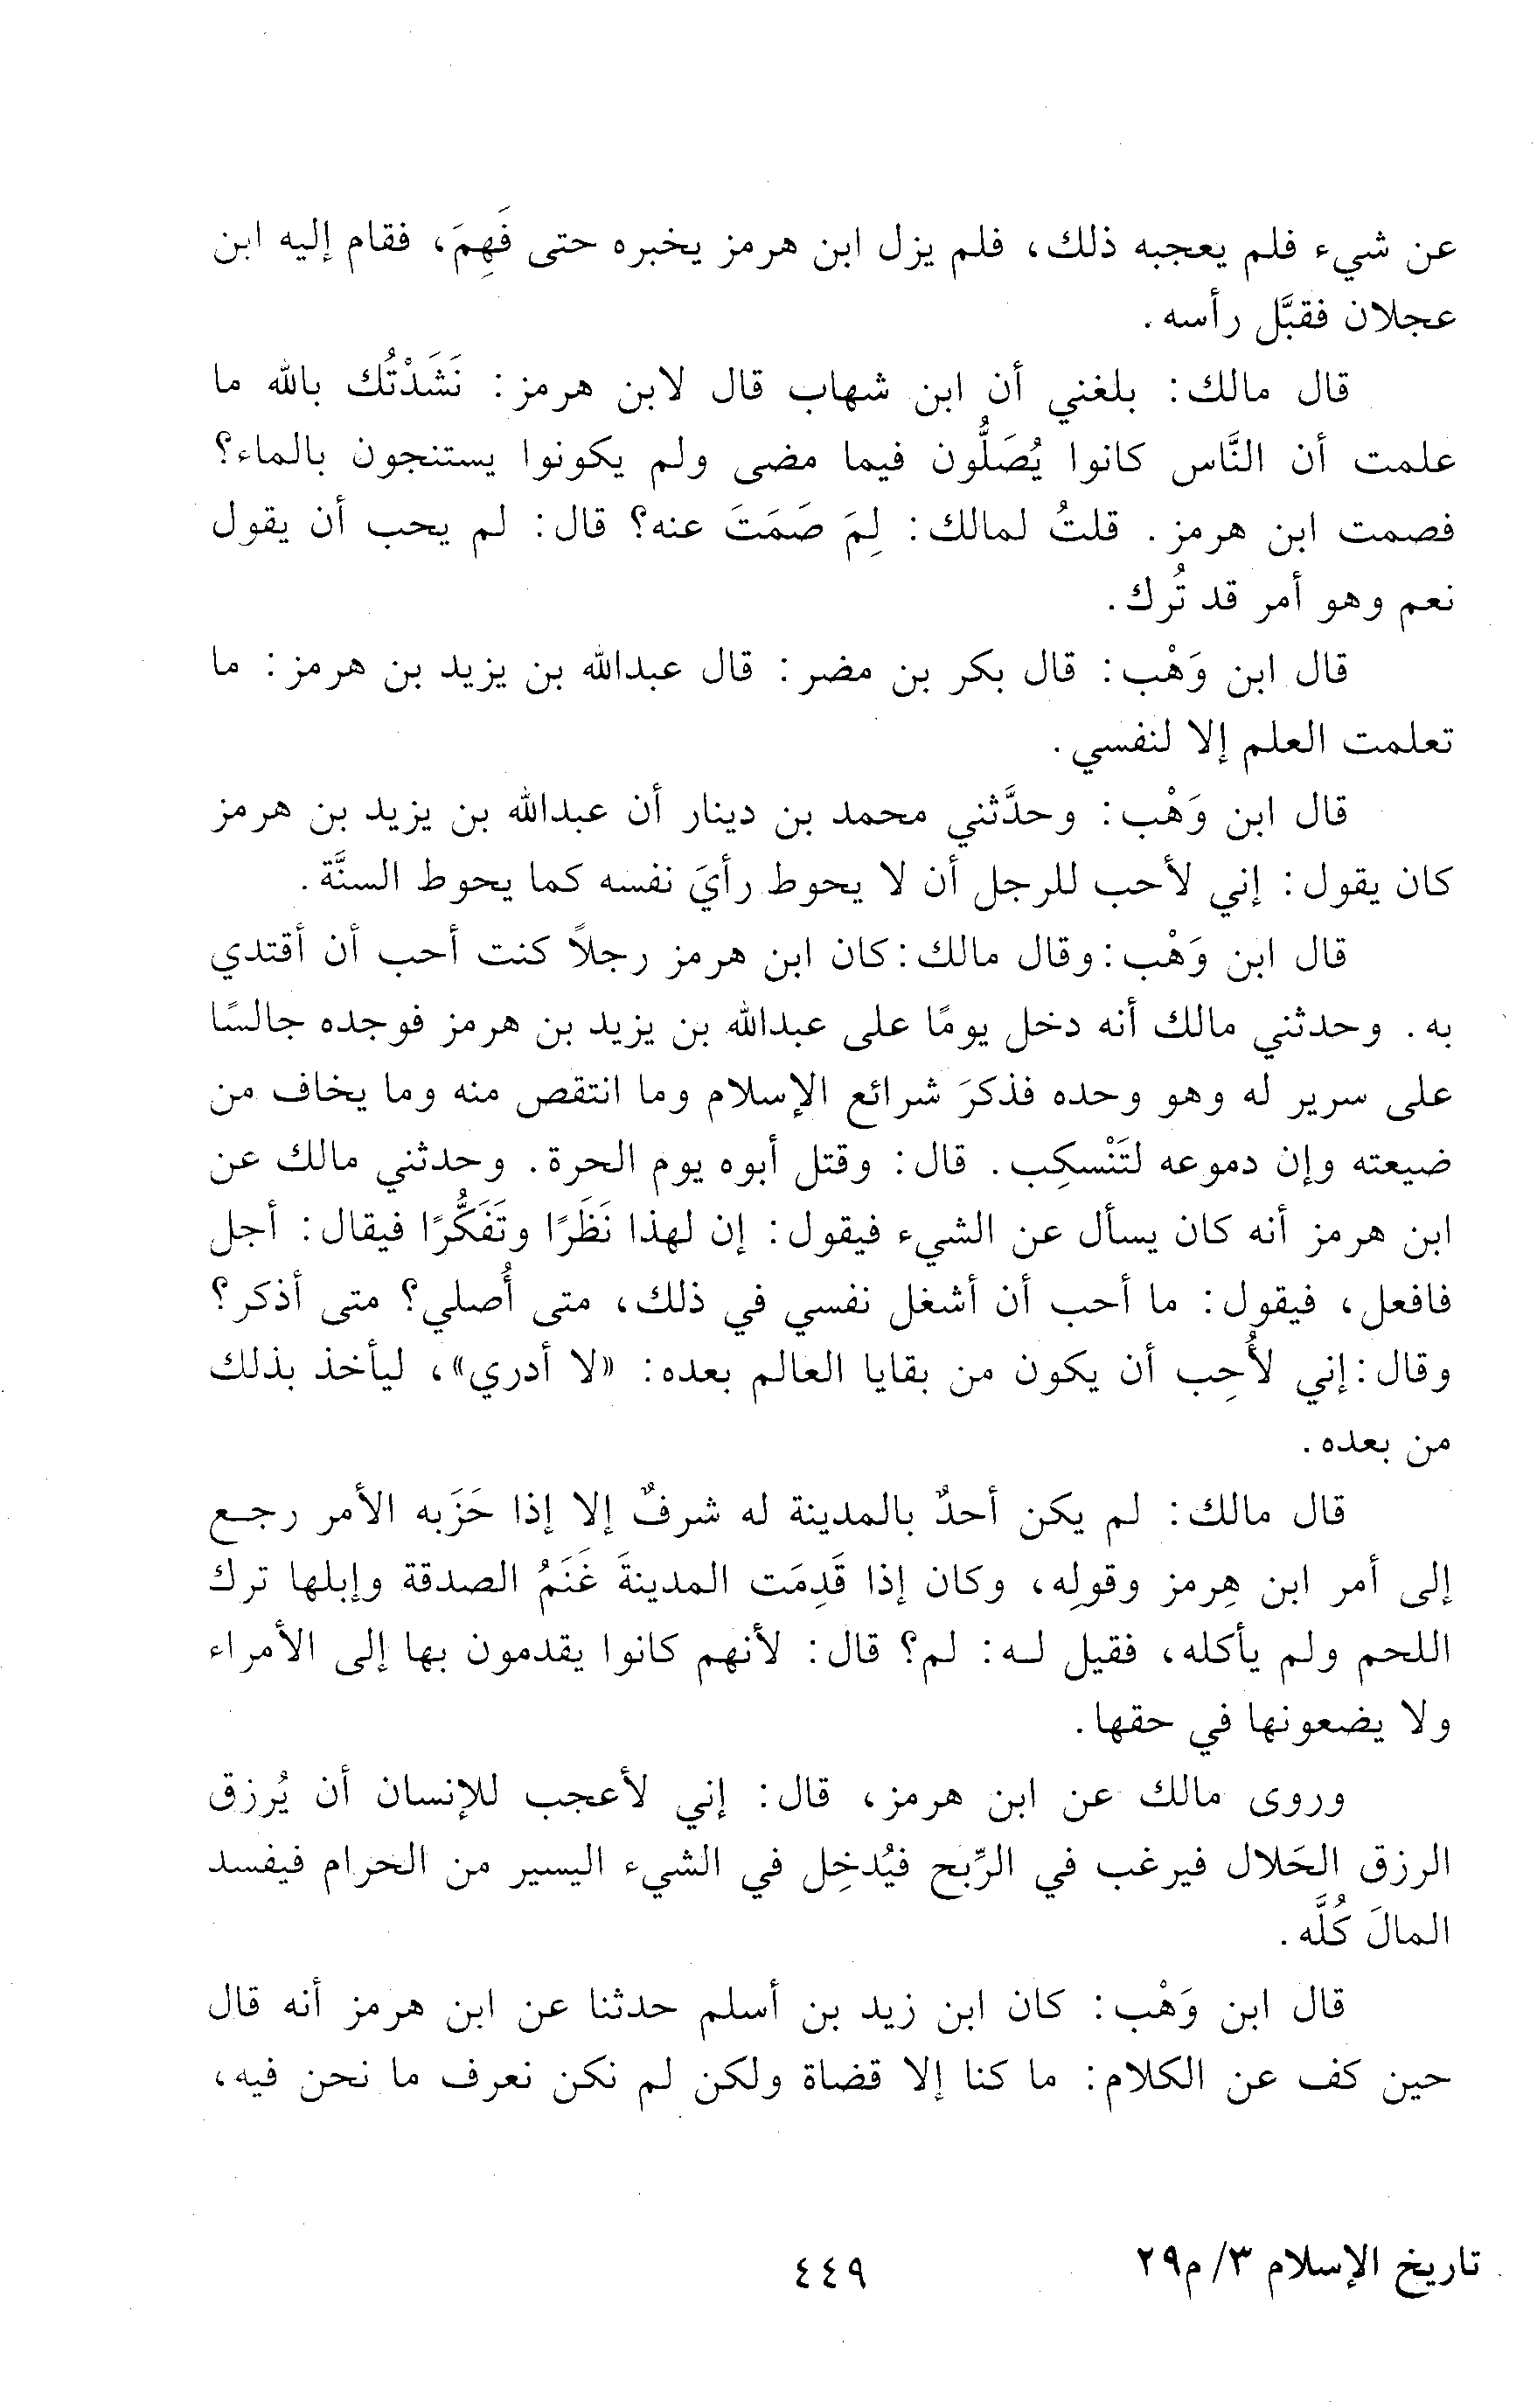 عن شيء فلم يعجبه ذلك، فلم يزل ابن هرمز يخبره حتى فَهِمَ، فقام إليه ابن
عجلان فقبَّل رأسه.
قال مالك: بلغني أن ابن شهاب قال لابن هرمز: نَشَدْتُك بالله ما
علمت أن النَّاس كانوا يُصَلُّون فيما مضى ولم يكونوا يستنجون بالماء؟
فصمت ابن هرمز. قلتُ لمالك: لِمَ صَمَتَ عنه؟ قال: لم يحب أن يقول
نعم وهو أمر قد تُرك.
قال ابن وَهْب: قال بكر بن مضر: قال عبدالله بن يزيد بن هرمز: ما
تعلمت العلم إلا لنفسي.
قال ابن وَهْب: وحدَّثني محمد بن دينار أن عبدالله بن يزيد بن هرمز
كان يقول: إني لأحب للرجل أن لا يحوط رأيَ نفسه كما يحوط السنَّة.
قال ابن وَهْب: وقال مالك: كان ابن هرمز رجلاً كنت أحب أن أقتدي
به. وحدثني مالك أنه دخل يومًا على عبدالله بن يزيد بن هرمز فوجده جالسًا
على سرير له وهو وحده فذكرَ شرائع الإسلام وما انتقص منه وما يخاف من
ضيعته وإن دموعه لتَنْسكِب. قال: وقتل أبوه يوم الحرة. وحدثني مالك عن
ابن هرمز أنه كان يسأل عن الشيء فيقول: إن لهذا نَظَرًا وتَفَكُّرًا فيقال: أجل
فافعل، فيقول: ما أحب أن أشغل نفسي في ذلك، متى أُصلي؟ متى أذكر؟
وقال: إني لأُحِب أن يكون من بقايا العالم بعده: «لا أدري»، ليأخذ بذلك
من بعده.
قال مالك: لم يكن أحدٌ بالمدينة له شرفٌ إلا إذا حَزَبه الأمر رجع
إلى أمر ابن هِرمز وقولِه، وكان إذا قَدِمَت المدينةَ غَنَمُ الصدقة وإبلها ترك
اللحم ولم يأكله، فقيل له: لم؟ قال: لأنهم كانوا يقدمون بها إلى الأمراء
ولا يضعونها في حقها.
وروى مالك عن ابن هرمز، قال: إني لأعجب للإنسان أن يُرزق
الرزق الحَلال فيرغب في الرِّبح فيُدخِل في الشيء اليسير من الحرام فيفسد
المالَ كُلَّه.
قال ابن وَهْب: كان ابن زيد بن أسلم حدثنا عن ابن هرمز أنه قال
حين كف عن الكلام: ما كنا إلا قضاة ولكن لم نكن نعرف ما نحن فيه،
تاريخ الإسلام ٣/ م٢٩
٤٤٩